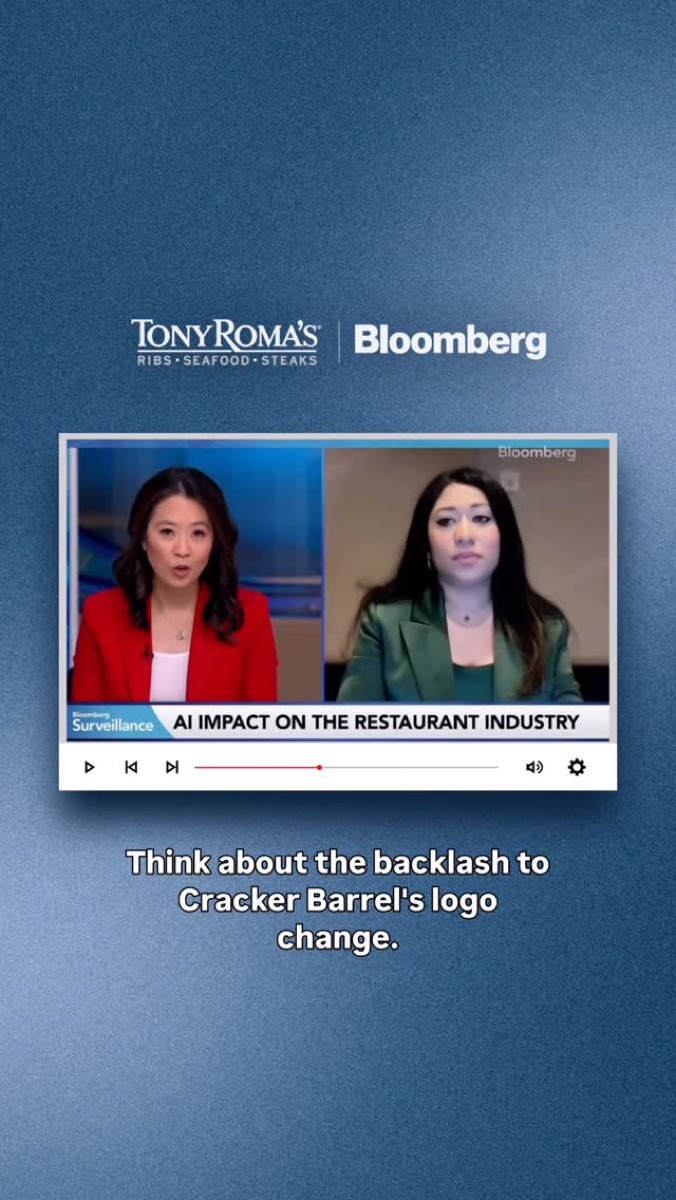 TONY ROMA'S
RIBS • SEAFOOD • STEAKS
Bloomberg
Bloomberg
Bloomberg
Surveillance
AI IMPACT ON THE RESTAURANT INDUSTRY
Think about the backlash to
Cracker Barrel's logo
change.